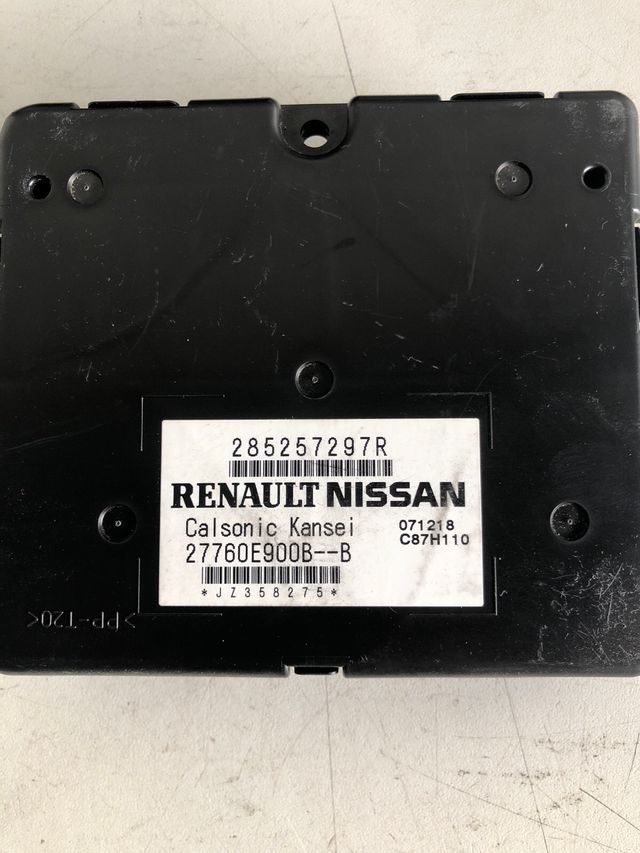 285257297R
RENAULT NISSAN
Calsonic Kansei 071218
27760E900B--B C87H110
*JZ358275*
>PP-T20<